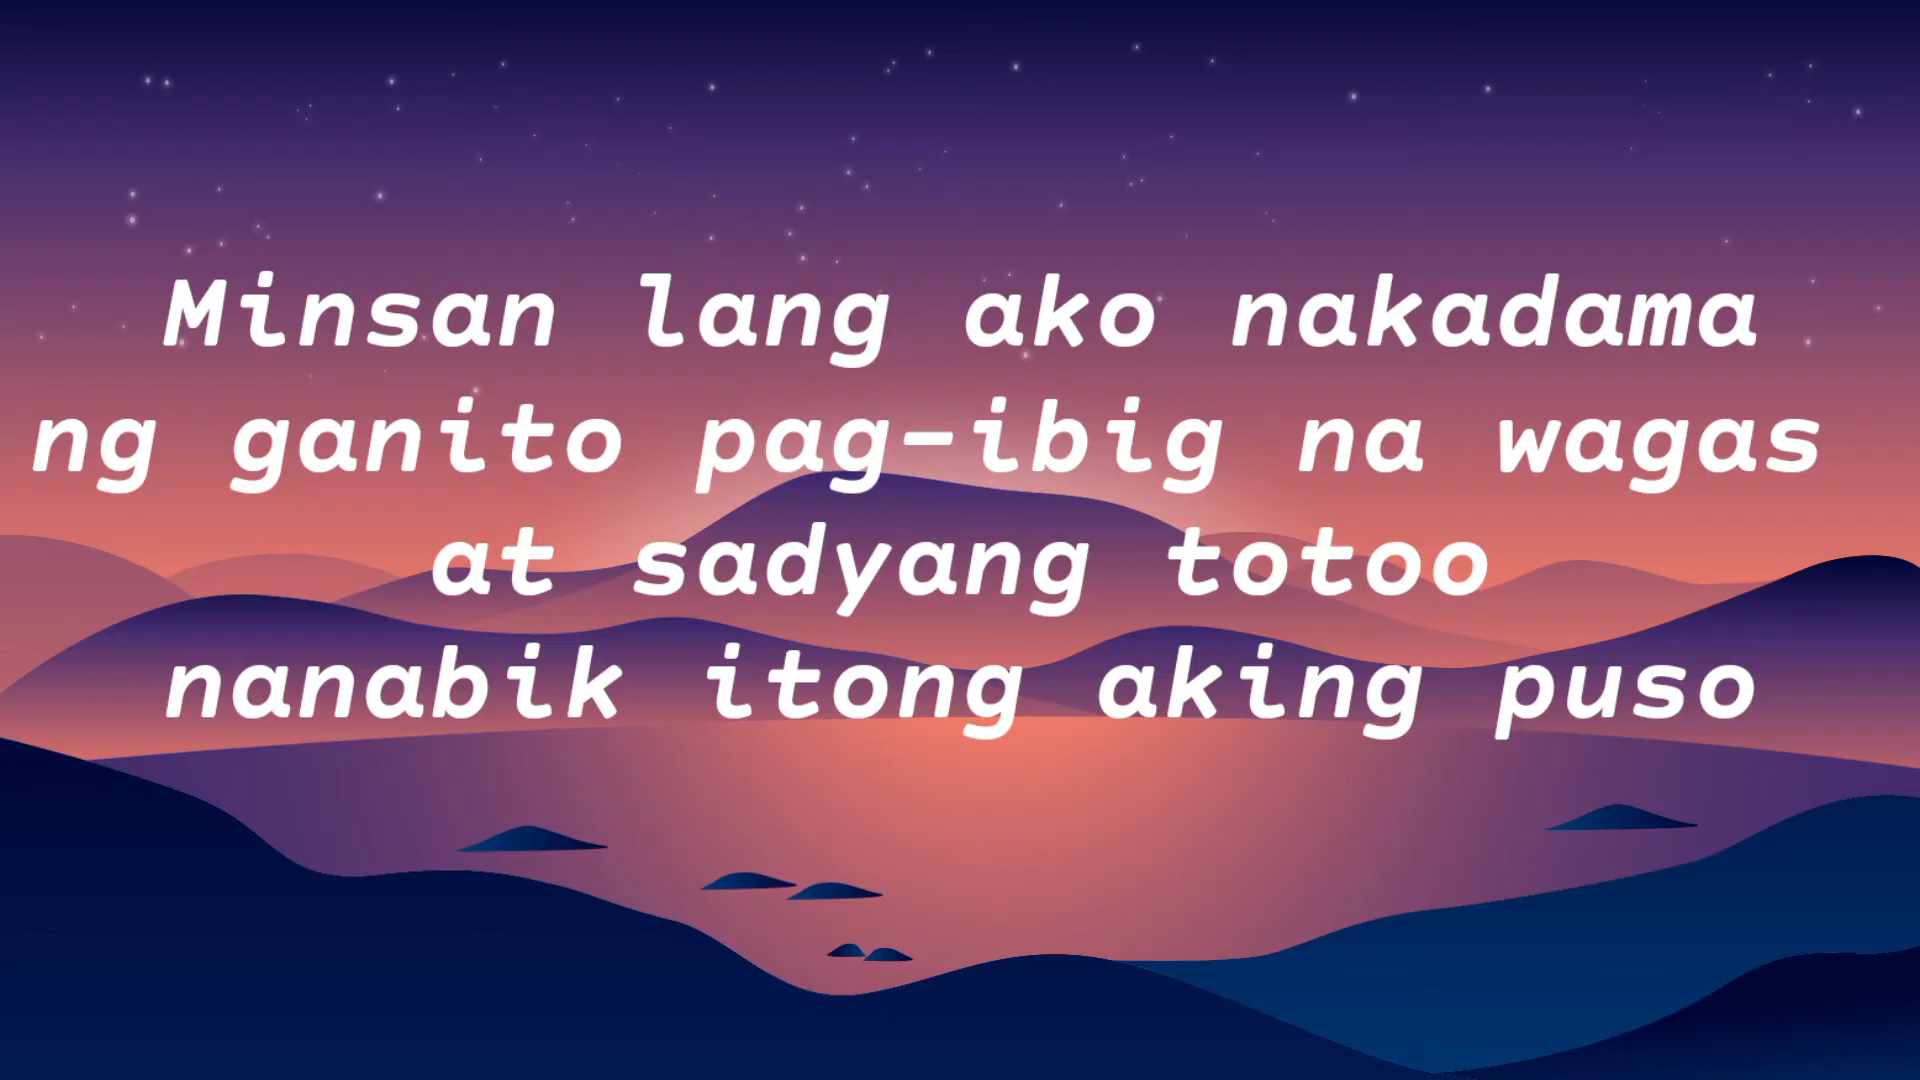 Minsan lang ako nakadama
ng ganito pag-ibig na wagas
at sadyang totoo
nanabik itong aking puso